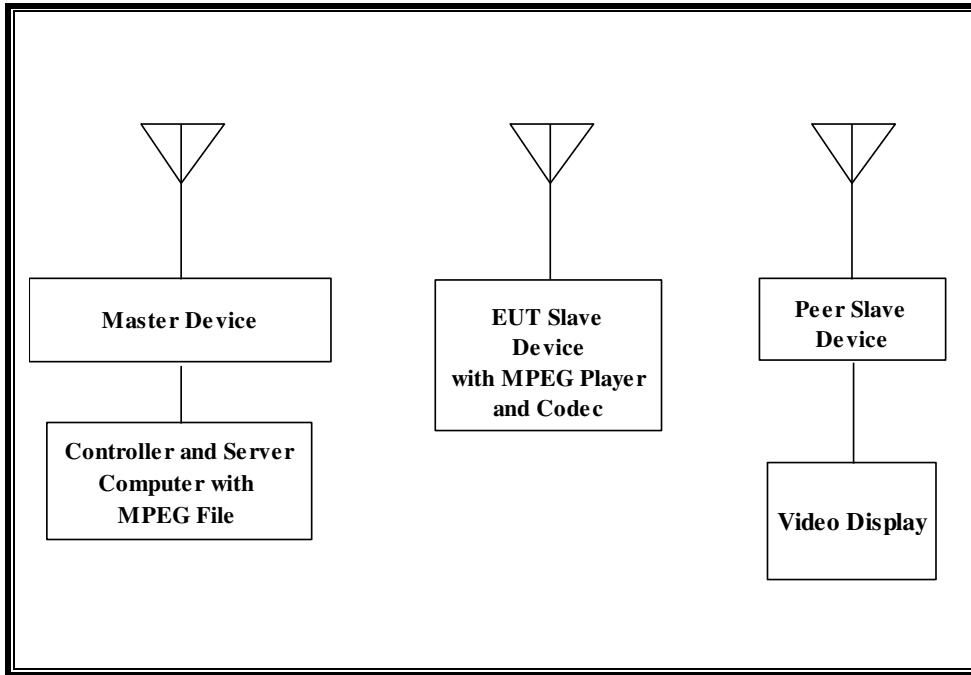 Master Device
Controller and Server
Computer with
MPEG File
EUT Slave
Device
with MPEG Player
and Codec
Peer Slave
Device
Video Display